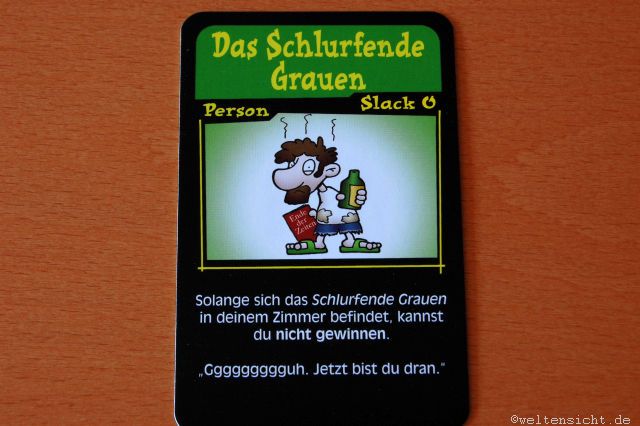 Das Schlurfende
Grauen
Person
Slack 0
Ende
der
Zeiten
Solange sich das Schlurfende Grauen
in deinem Zimmer befindet, kannst
du nicht gewinnen.
„Ggggggggguh. Jetzt bist du dran.“
©weltensicht.de